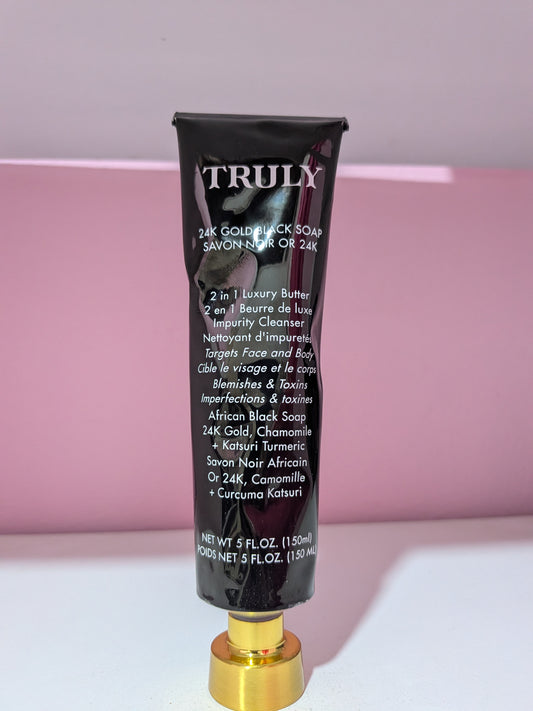 TRULY
24K GOLD BLACK SOAP
SAVON NOIR OR 24K
2 in 1 Luxury Butter
2 en 1 Beurre de luxe
Impurity Cleanser
Nettoyant d'impuretés
Targets Face and Body
Cible le visage et le corps
Blemishes & Toxins
Imperfections & toxines
African Black Soap
24K Gold, Chamomile
+ Katsuri Turmeric
Savon Noir Africain
Or 24K, Camomille
+ Curcuma Katsuri
NET WT 5 FL.OZ. (150ml)
POIDS NET 5 FL.OZ. (150 ML)